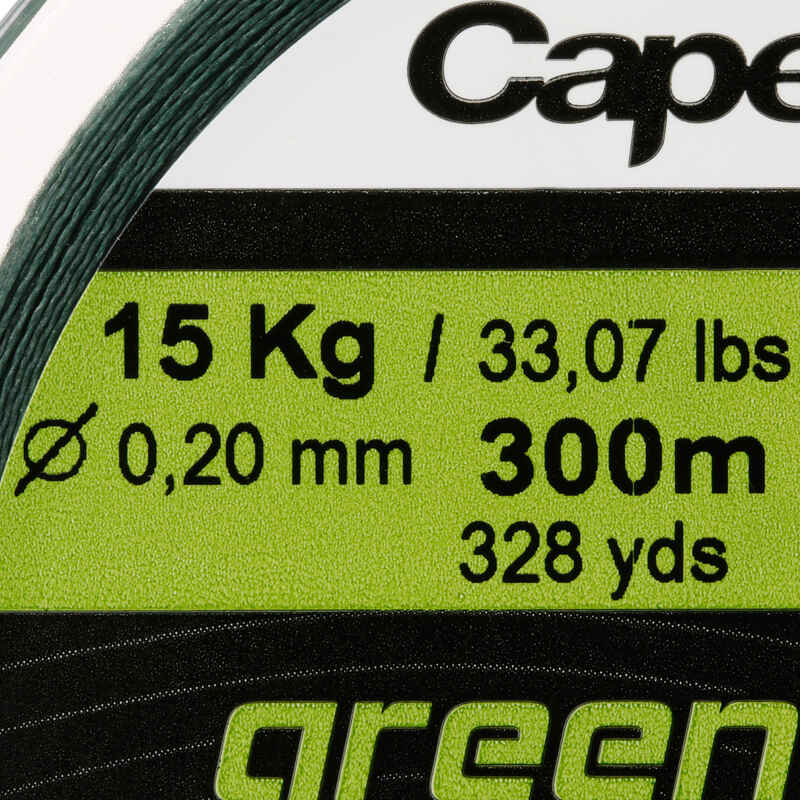 Cape
15 Kg / 33,07 lbs
Ø 0,20 mm 300m
328 yds
green